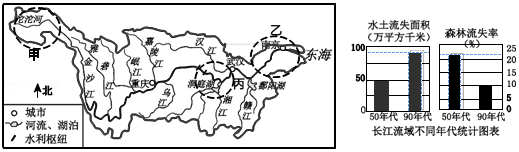 沱沱河
甲
雅
砻
江
金
沙
江
岷
江
嘉
陵
江
汉
江
重庆
乌
江
洞庭湖
湘
江
武汉
丙
鄱阳湖
赣
江
乙
南京
东海
北
城市
河流、湖泊
水利枢纽
水土流失面积
(万平方千米)
100
50
0
50年代 90年代
森林流失率
(%)
25
20
15
10
5
0
50年代 90年代
长江流域不同年代统计图表